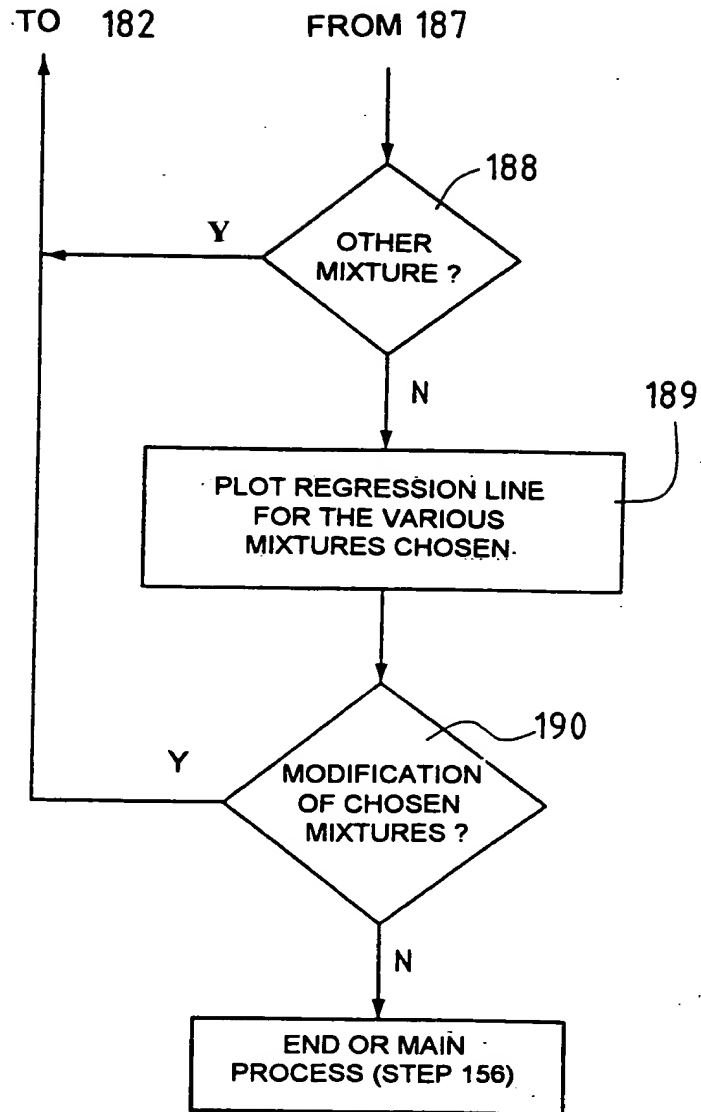 TO 182
FROM 187
188
OTHER
MIXTURE ?
Y
N
189
PLOT REGRESSION LINE
FOR THE VARIOUS
MIXTURES CHOSEN
190
MODIFICATION
OF CHOSEN
MIXTURES ?
Y
N
END OR MAIN
PROCESS (STEP 156)